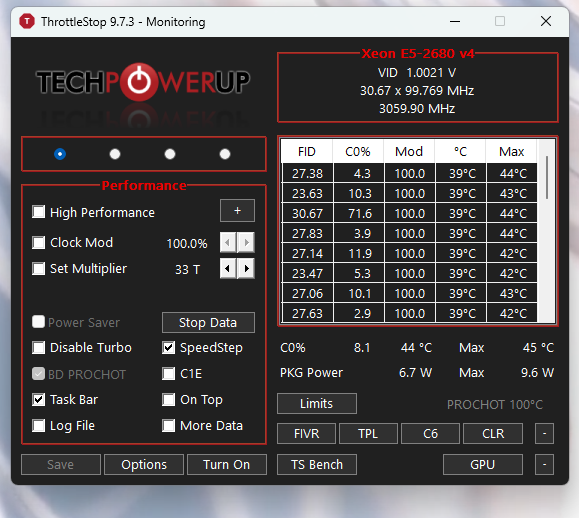 ThrottleStop 9.7.3 - Monitoring
TECHPOWERUP
Xeon E5-2680 v4
VID 1.0021 V
30.67 x 99.769 MHz
3059.90 MHz
Performance
High Performance +
Clock Mod 100.0%
Set Multiplier 33 T
Power Saver Stop Data
Disable Turbo SpeedStep
BD PROCHOT C1E
Task Bar On Top
Log File More Data
FID C0% Mod °C Max
27.38 4.3 100.0 39°C 44°C
23.63 10.3 100.0 39°C 43°C
30.67 71.6 100.0 39°C 43°C
27.83 3.9 100.0 39°C 44°C
27.14 11.9 100.0 39°C 42°C
23.47 5.3 100.0 39°C 42°C
27.06 10.1 100.0 39°C 43°C
27.63 2.9 100.0 39°C 42°C
C0% 8.1 44 °C Max 45 °C
PKG Power 6.7 W Max 9.6 W
Limits PROCHOT 100°C
FIVR TPL C6 CLR -
Save Options Turn On TS Bench GPU -